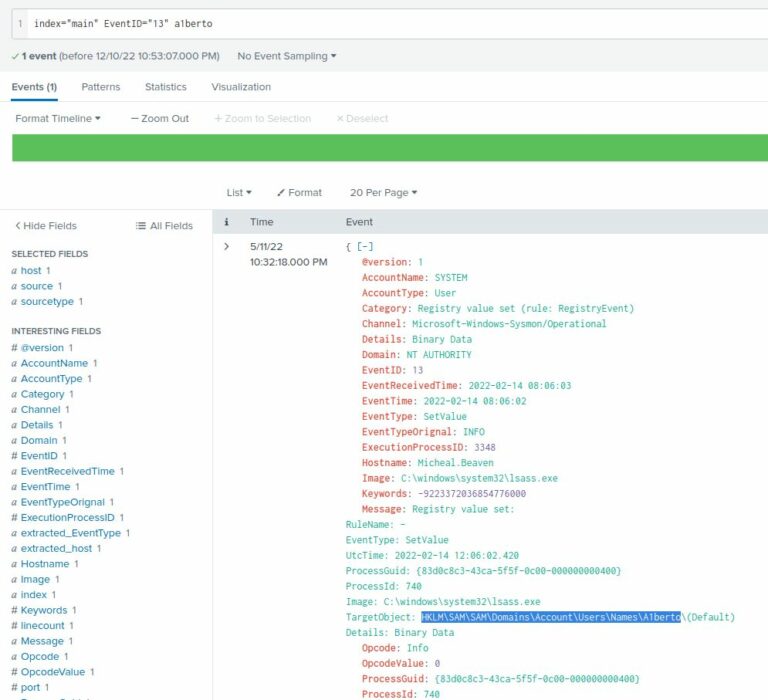 1 index="main" EventID="13" a1berto
✓ 1 event (before 12/10/22 10:53:07.000 PM) No Event Sampling ▾
Events (1) Patterns Statistics Visualization
Format Timeline ▾ — Zoom Out + Zoom to Selection × Deselect
List ▾ Format 20 Per Page ▾
< Hide Fields All Fields
SELECTED FIELDS
a host 1
a source 1
a sourcetype 1
INTERESTING FIELDS
# @version 1
a AccountName 1
a AccountType 1
a Category 1
a Channel 1
a Details 1
a Domain 1
# EventID 1
a EventReceivedTime 1
a EventTime 1
a EventTypeOrignal 1
# ExecutionProcessID 1
a extracted_EventType 1
a extracted_host 1
a Hostname 1
a Image 1
a index 1
# Keywords 1
# linecount 1
a Message 1
a Opcode 1
# OpcodeValue 1
# port 1
i Time Event
> 5/11/22
10:32:18.000 PM
{ [-]
@version: 1
AccountName: SYSTEM
AccountType: User
Category: Registry value set (rule: RegistryEvent)
Channel: Microsoft-Windows-Sysmon/Operational
Details: Binary Data
Domain: NT AUTHORITY
EventID: 13
EventReceivedTime: 2022-02-14 08:06:03
EventTime: 2022-02-14 08:06:02
EventType: SetValue
EventTypeOrignal: INFO
ExecutionProcessID: 3348
Hostname: Micheal.Beaven
Image: C:\windows\system32\lsass.exe
Keywords: -9223372036854776000
Message: Registry value set:
RuleName: -
EventType: SetValue
UtcTime: 2022-02-14 12:06:02.420
ProcessGuid: {83d0c8c3-43ca-5f5f-0c00-000000000400}
ProcessId: 740
Image: C:\windows\system32\lsass.exe
TargetObject: HKLM\SAM\SAM\Domains\Account\Users\Names\A1berto\(Default)
Details: Binary Data
Opcode: Info
OpcodeValue: 0
ProcessGuid: {83d0c8c3-43ca-5f5f-0c00-000000000400}
ProcessId: 740